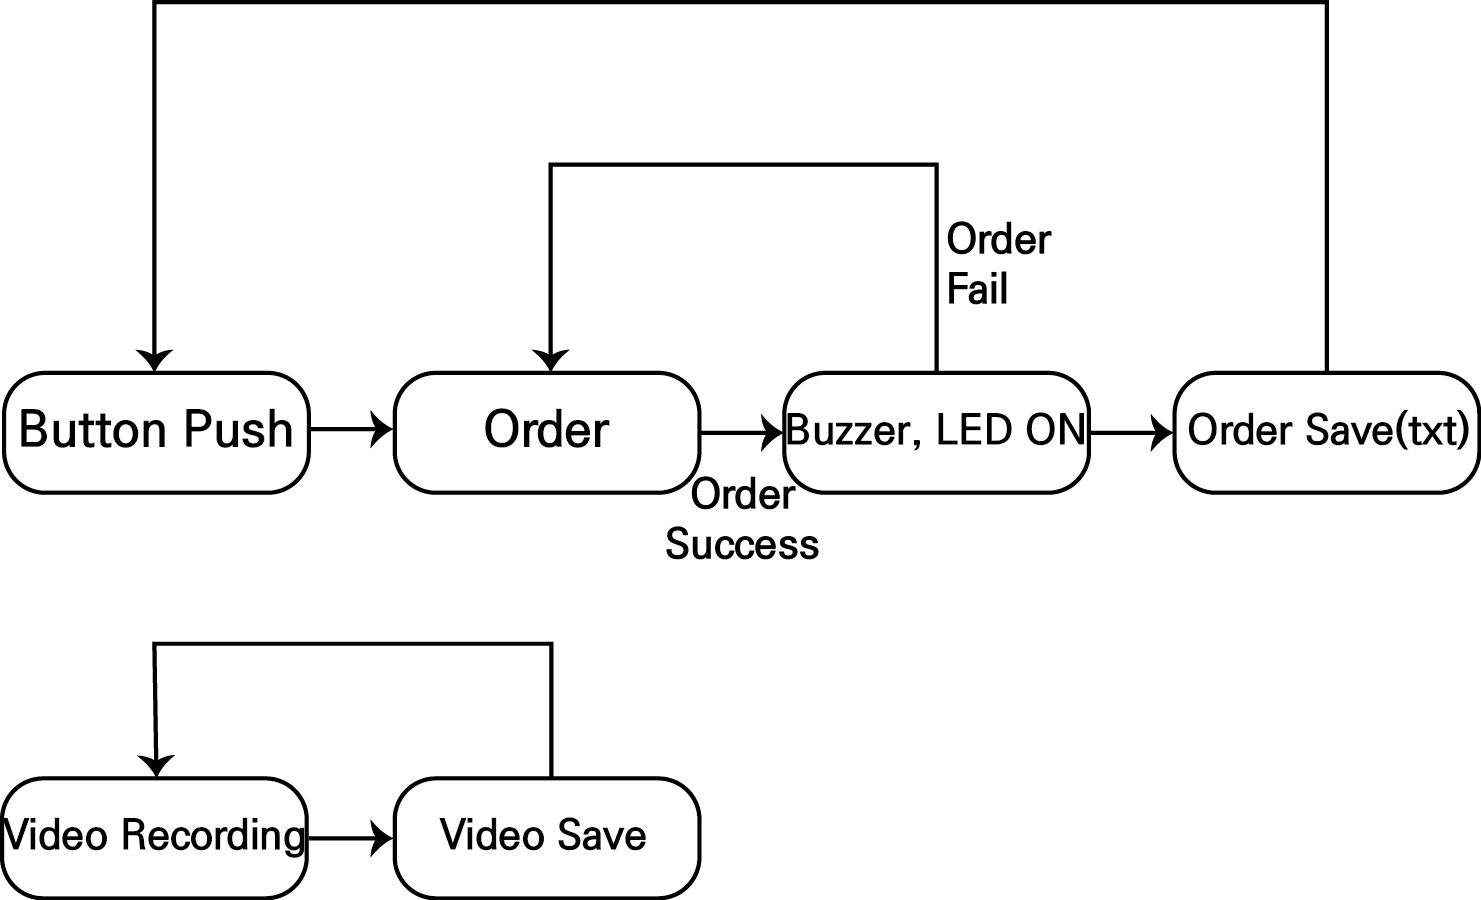 Order
Fail
Button Push
Order
Buzzer, LED ON
Order Save(txt)
Order
Success
Video Recording
Video Save